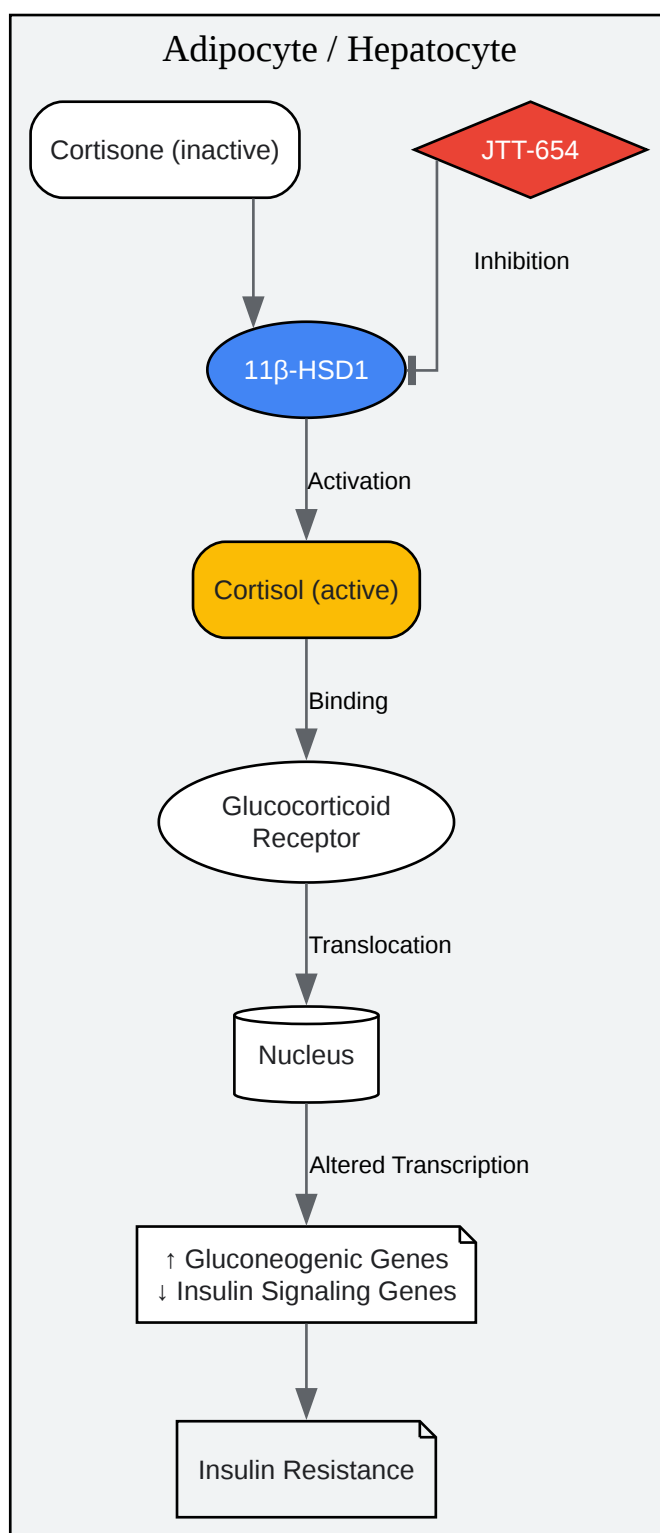 Adipocyte / Hepatocyte
Cortisone (inactive)
JTT-654
Inhibition
11β-HSD1
Activation
Cortisol (active)
Binding
Glucocorticoid
Receptor
Translocation
Nucleus
Altered Transcription
↑ Gluconeogenic Genes
↓ Insulin Signaling Genes
Insulin Resistance